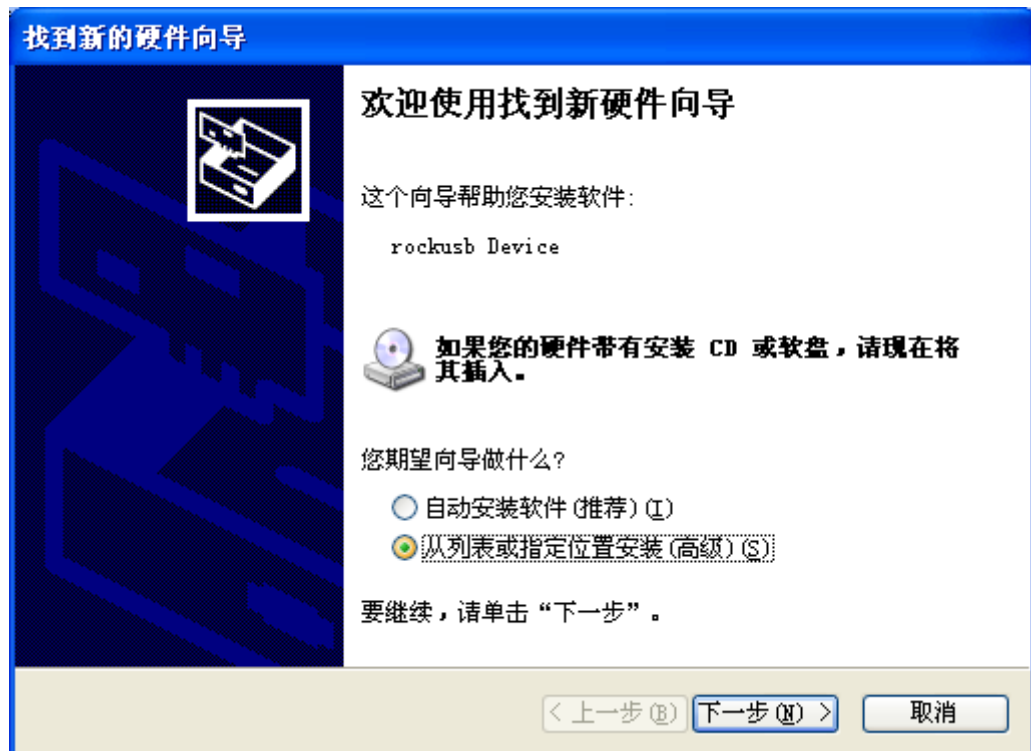 找到新的硬件向导
欢迎使用找到新硬件向导
这个向导帮助您安装软件:
rockusb Device
如果您的硬件带有安装 CD 或软盘，请现在将
其插入。
您期望向导做什么?
自动安装软件(推荐)(I)
从列表或指定位置安装(高级)(S)
要继续，请单击“下一步”。
< 上一步(B) 下一步(N) > 取消